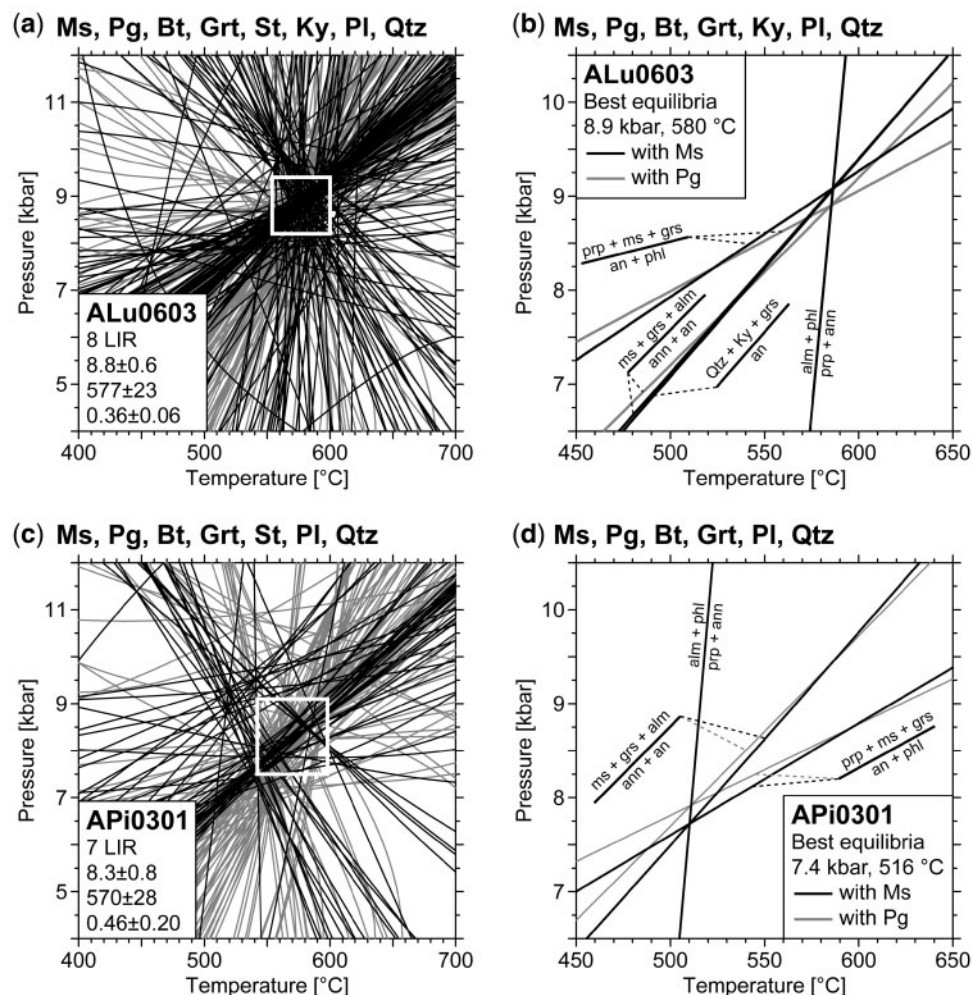 (a) Ms, Pg, Bt, Grt, St, Ky, Pl, Qtz
Pressure [kbar]
11
9
7
5
ALu0603
8 LIR
8.8±0.6
577±23
0.36±0.06
400 500 600 700
Temperature [°C]
(b) Ms, Pg, Bt, Grt, Ky, Pl, Qtz
Pressure [kbar]
10
9
8
7
ALu0603
Best equilibria
8.9 kbar, 580 °C
with Ms
with Pg
prp + ms + grs
an + phl
ms + grs + alm
ann + an
Qtz + Ky + grs
an
alm + phl
prp + ann
450 500 550 600 650
Temperature [°C]
(c) Ms, Pg, Bt, Grt, St, Pl, Qtz
Pressure [kbar]
11
9
7
5
APi0301
7 LIR
8.3±0.8
570±28
0.46±0.20
400 500 600 700
Temperature [°C]
(d) Ms, Pg, Bt, Grt, Pl, Qtz
Pressure [kbar]
10
9
8
7
alm + phl
prp + ann
ms + grs + alm
ann + an
prp + ms + grs
an + phl
APi0301
Best equilibria
7.4 kbar, 516 °C
with Ms
with Pg
450 500 550 600 650
Temperature [°C]